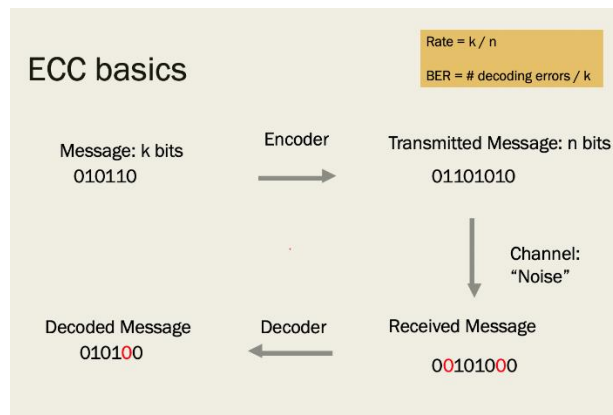 ECC basics
Rate = k / n
BER = # decoding errors / k
Message: k bits
010110
Encoder
Transmitted Message: n bits
01101010
Channel:
“Noise”
Received Message
00101000
Decoder
Decoded Message
010100